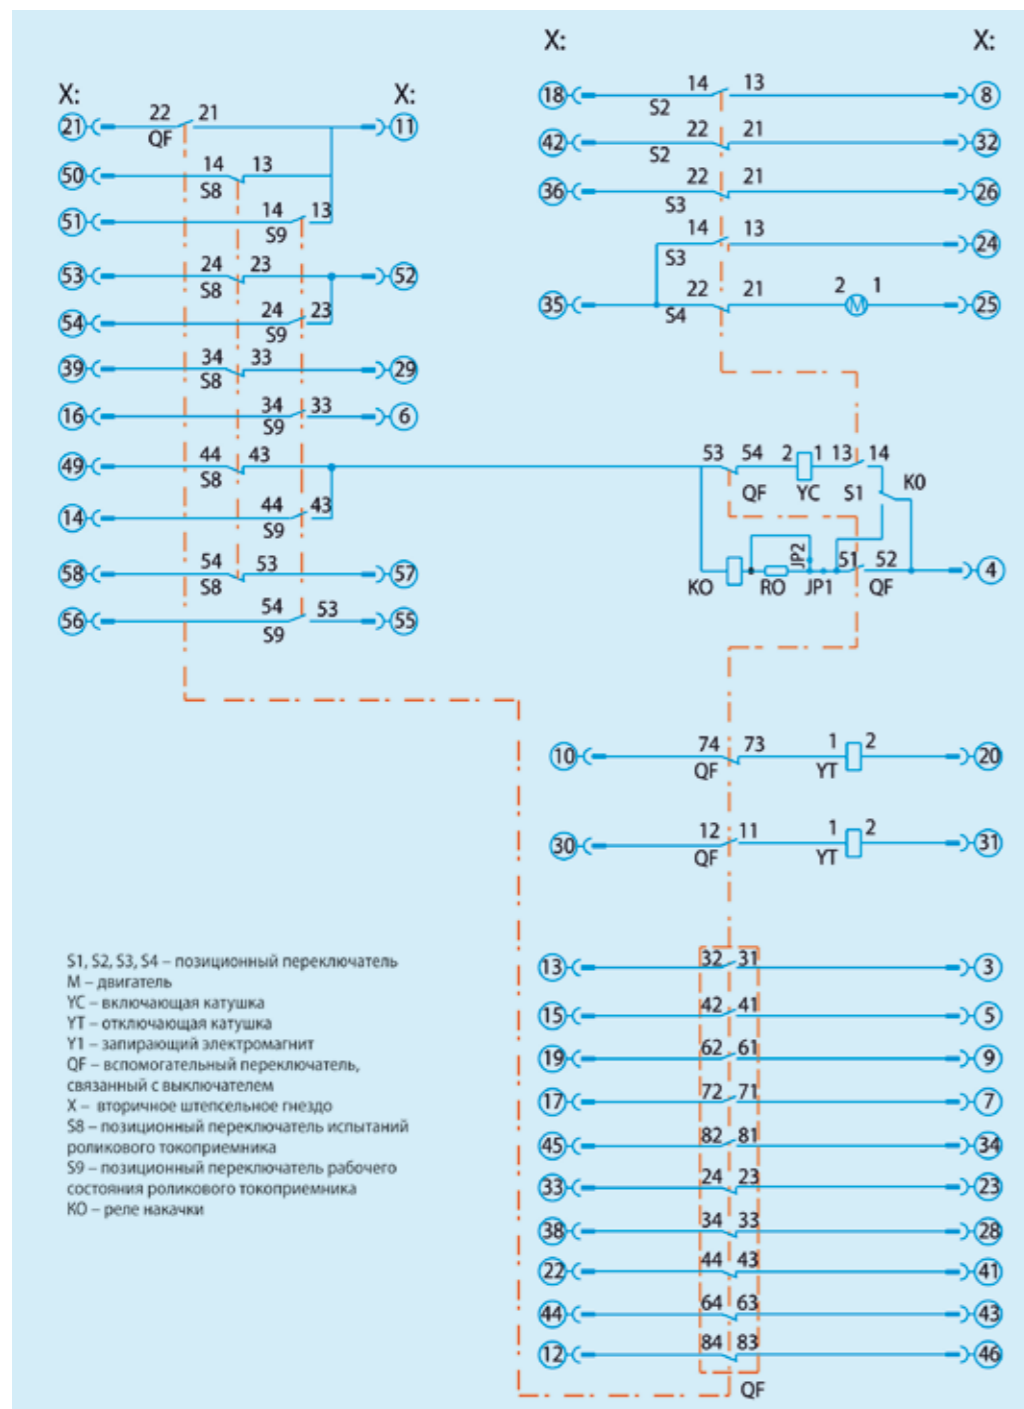 X: X:
18 14 13 8
S2
42 22 21 32
S2
36 22 21 26
S3
14 13 24
S3
35 22 21 2 M 1 25
S4
X: X:
21 22 21 11
QF
50 14 13
S8
51 14 13
S9
53 24 23 52
S8
54 24 23
S9
39 34 33 29
S8
16 34 33 6
S9
49 44 43
S8
14 44 43
S9
58 54 53 57
S8
56 54 53 55
S9
53 54 2 1 13 14
QF YC S1 K0
JP2 51 52 4
KO RO JP1 QF
10 74 73 1 2 20
QF YT
30 12 11 1 2 31
QF YT
13 32 31 3
15 42 41 5
19 62 61 9
17 72 71 7
45 82 81 34
33 24 23 23
38 34 33 28
22 44 43 41
44 64 63 43
12 84 83 46
QF
S1, S2, S3, S4 – позиционный переключатель
M – двигатель
YC – включающая катушка
YT – отключающая катушка
Y1 – запирающий электромагнит
QF – вспомогательный переключатель,
связанный с выключателем
X – вторичное штепсельное гнездо
S8 – позиционный переключатель испытаний
роликового токоприемника
S9 – позиционный переключатель рабочего
состояния роликового токоприемника
KO – реле накачки